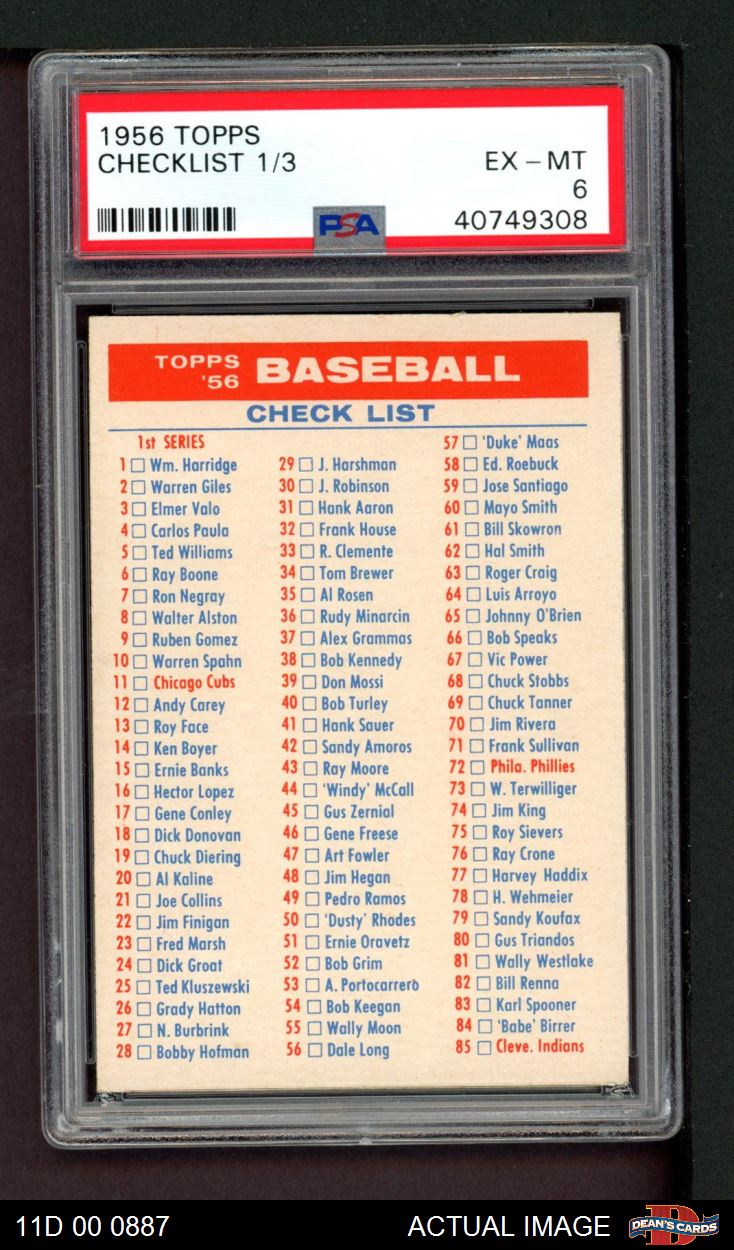 1956 TOPPS
CHECKLIST 1/3
EX - MT
6
PSA
40749308
TOPPS '56 BASEBALL
CHECK LIST
1st SERIES
1 Wm. Harridge
2 Warren Giles
3 Elmer Valo
4 Carlos Paula
5 Ted Williams
6 Ray Boone
7 Ron Negray
8 Walter Alston
9 Ruben Gomez
10 Warren Spahn
11 Chicago Cubs
12 Andy Carey
13 Roy Face
14 Ken Boyer
15 Ernie Banks
16 Hector Lopez
17 Gene Conley
18 Dick Donovan
19 Chuck Diering
20 Al Kaline
21 Joe Collins
22 Jim Finigan
23 Fred Marsh
24 Dick Groat
25 Ted Kluszewski
26 Grady Hatton
27 N. Burbrink
28 Bobby Hofman
29 J. Harshman
30 J. Robinson
31 Hank Aaron
32 Frank House
33 R. Clemente
34 Tom Brewer
35 Al Rosen
36 Rudy Minarcin
37 Alex Grammas
38 Bob Kennedy
39 Don Mossi
40 Bob Turley
41 Hank Sauer
42 Sandy Amoros
43 Ray Moore
44 'Windy' McCall
45 Gus Zernial
46 Gene Freese
47 Art Fowler
48 Jim Hegan
49 Pedro Ramos
50 'Dusty' Rhodes
51 Ernie Oravetz
52 Bob Grim
53 A. Portocarrero
54 Bob Keegan
55 Wally Moon
56 Dale Long
57 'Duke' Maas
58 Ed. Roebuck
59 Jose Santiago
60 Mayo Smith
61 Bill Skowron
62 Hal Smith
63 Roger Craig
64 Luis Arroyo
65 Johnny O'Brien
66 Bob Speaks
67 Vic Power
68 Chuck Stobbs
69 Chuck Tanner
70 Jim Rivera
71 Frank Sullivan
72 Phila. Phillies
73 W. Terwilliger
74 Jim King
75 Roy Sievers
76 Ray Crone
77 Harvey Haddix
78 H. Wehmeier
79 Sandy Koufax
80 Gus Triandos
81 Wally Westlake
82 Bill Renna
83 Karl Spooner
84 'Babe' Birrer
85 Cleve. Indians
11D 00 0887
ACTUAL IMAGE
DEAN'S CARDS